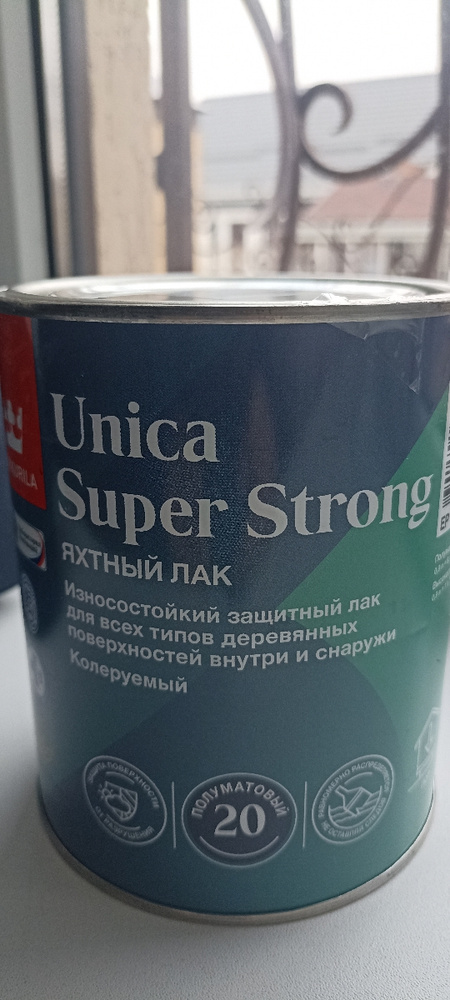 Unica
Super Strong
ЯХТНЫЙ ЛАК
Износостойкий защитный лак
для всех типов деревянных
поверхностей внутри и снаружи
Колеруемый
ПОЛУМАТОВЫЙ
20